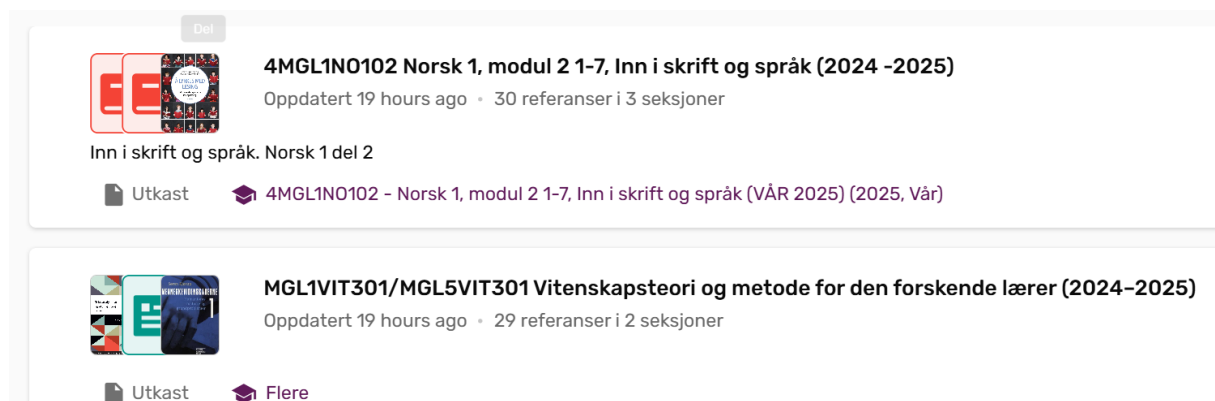 Del
4MGL1NO102 Norsk 1, modul 2 1-7, Inn i skrift og språk (2024 -2025)
Oppdatert 19 hours ago • 30 referanser i 3 seksjoner
Inn i skrift og språk. Norsk 1 del 2
Utkast
4MGL1NO102 - Norsk 1, modul 2 1-7, Inn i skrift og språk (VÅR 2025) (2025, Vår)
MGL1VIT301/MGL5VIT301 Vitenskapsteori og metode for den forskende lærer (2024–2025)
Oppdatert 19 hours ago • 29 referanser i 2 seksjoner
1
Utkast
Flere